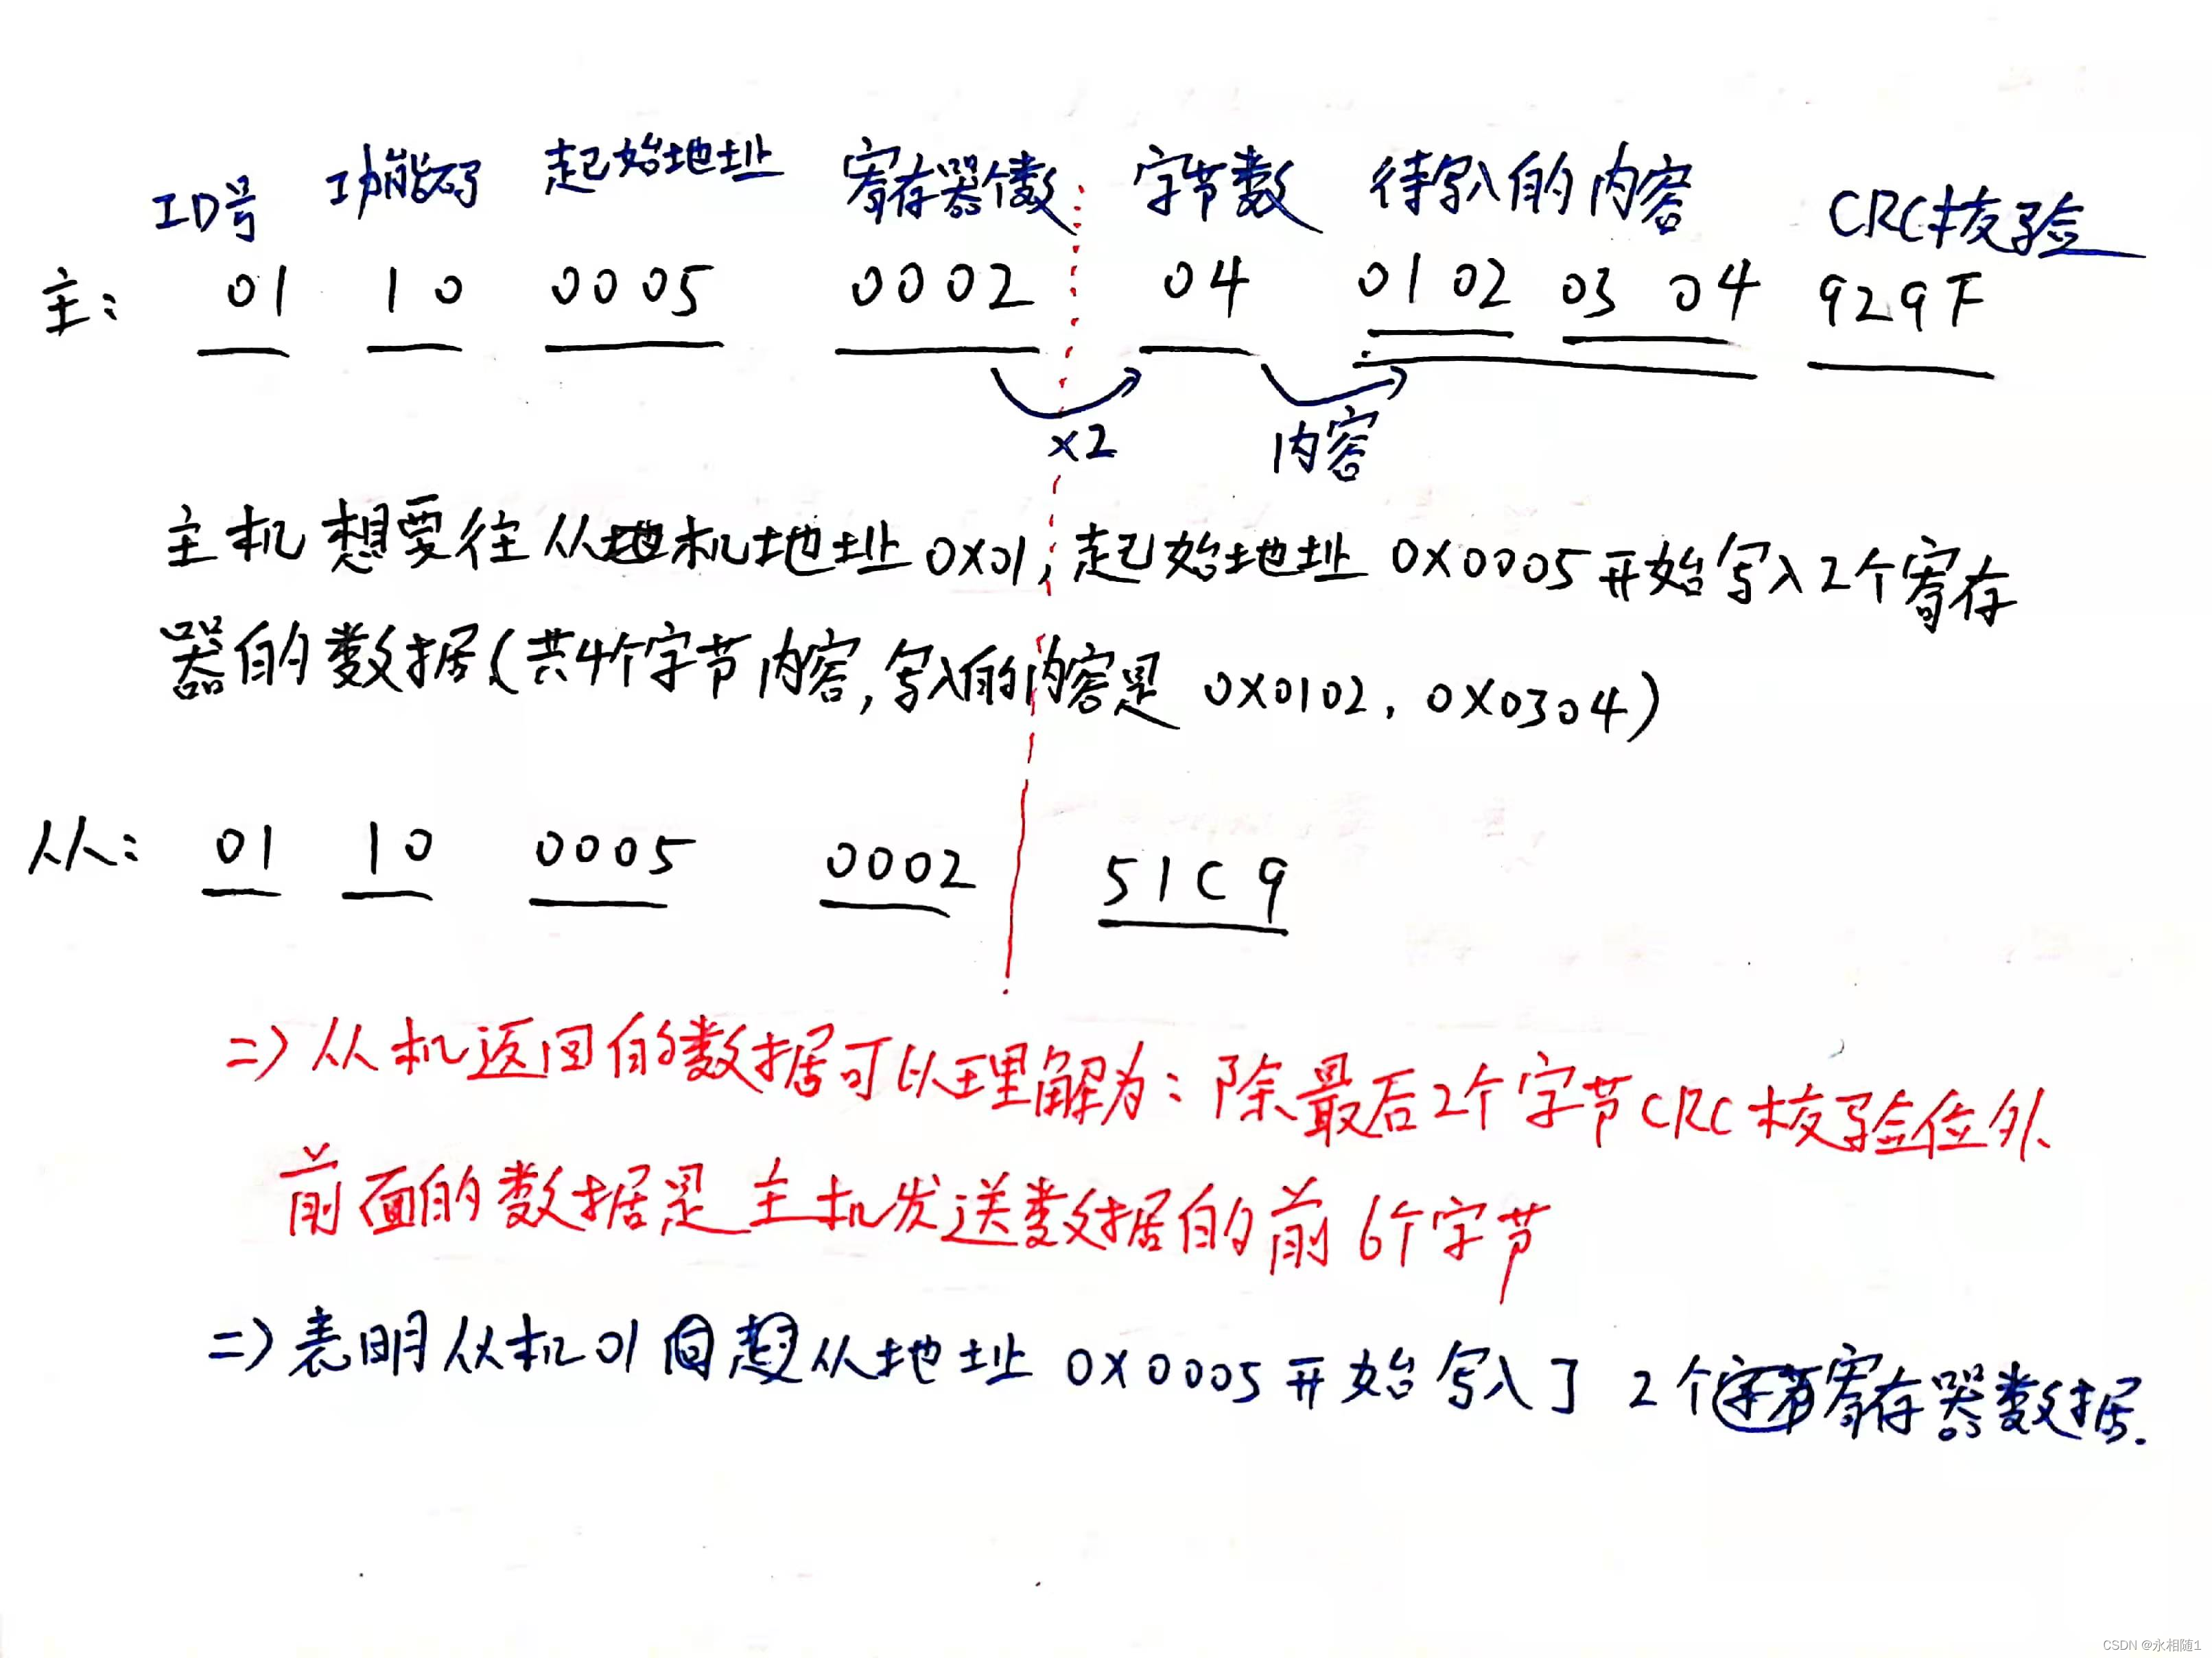 ID号 功能码 起始地址 寄存器个数 字节数 待写入的内容 CRC校验
主: 01 10 0005 0002 04 0102 03 04 929F
×2 内容
主机想要往从机地址0X01,起始地址0X0005开始写入2个寄存
器的数据(共4个字节内容,写入的内容是 0X0102, 0X0304)
从: 01 10 0005 0002 51C9
=>从机返回的数据可以理解为:除最后2个字节CRC校验位外
前面的数据是主机发送数据的前6个字节
=>表明从机01 从地址0X0005开始写入了2个寄存器数据.
CSDN @永相随1